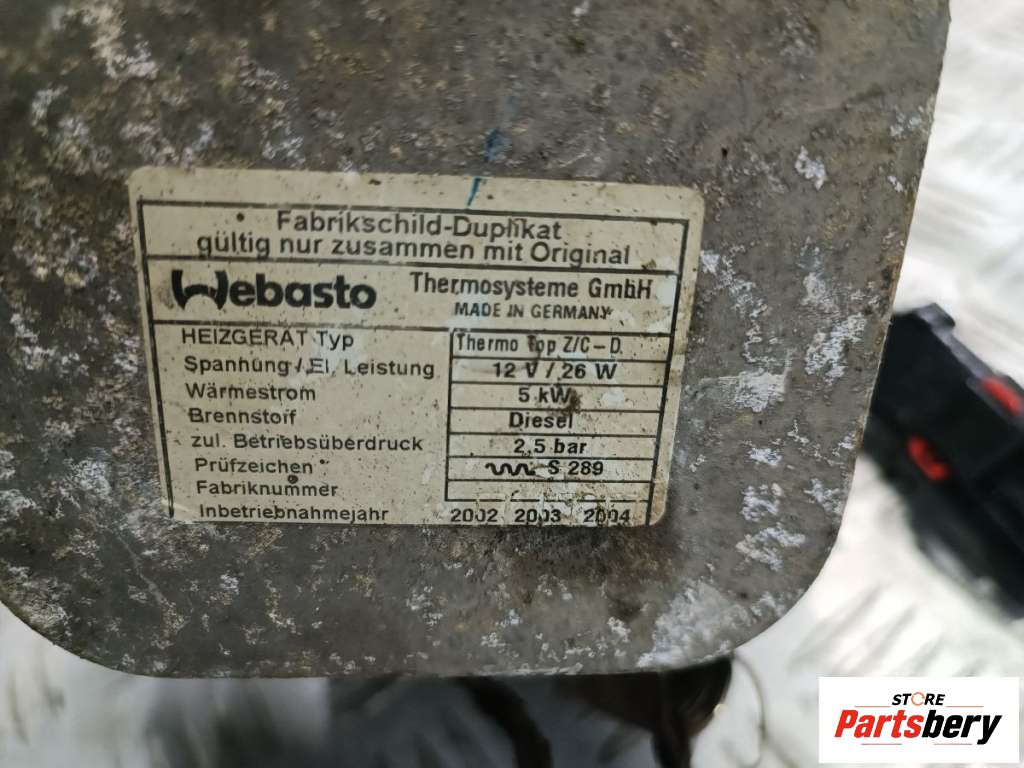 Fabrikschild-Duplikat
gültig nur zusammen mit Original
Webasto Thermosysteme GmbH
MADE IN GERMANY
HEIZGERÄT Typ Thermo Top Z/C-D
Spannung/El. Leistung 12 V / 26 W
Wärmestrom 5 kW
Brennstoff Diesel
zul. Betriebsüberdruck 2,5 bar
Prüfzeichen S 289
Fabriknummer
Inbetriebnahmejahr 2002 2003 2004
STORE
Partsbery